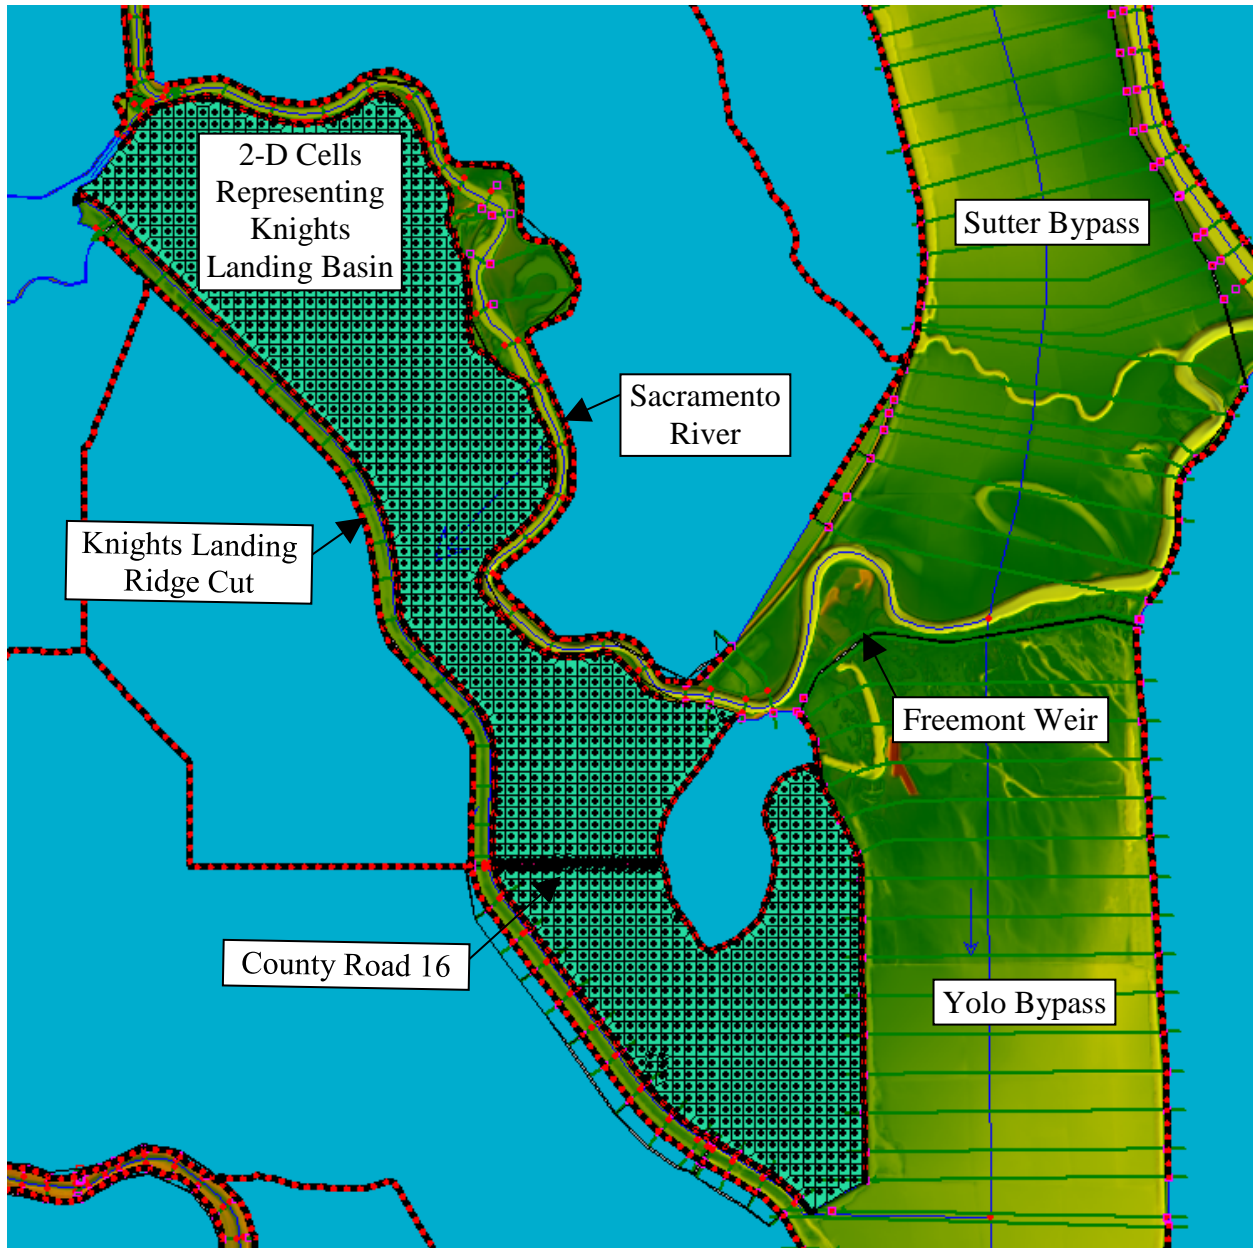 2-D Cells
Representing
Knights
Landing Basin
Sutter Bypass
Sacramento
River
Knights Landing
Ridge Cut
Freemont Weir
County Road 16
Yolo Bypass